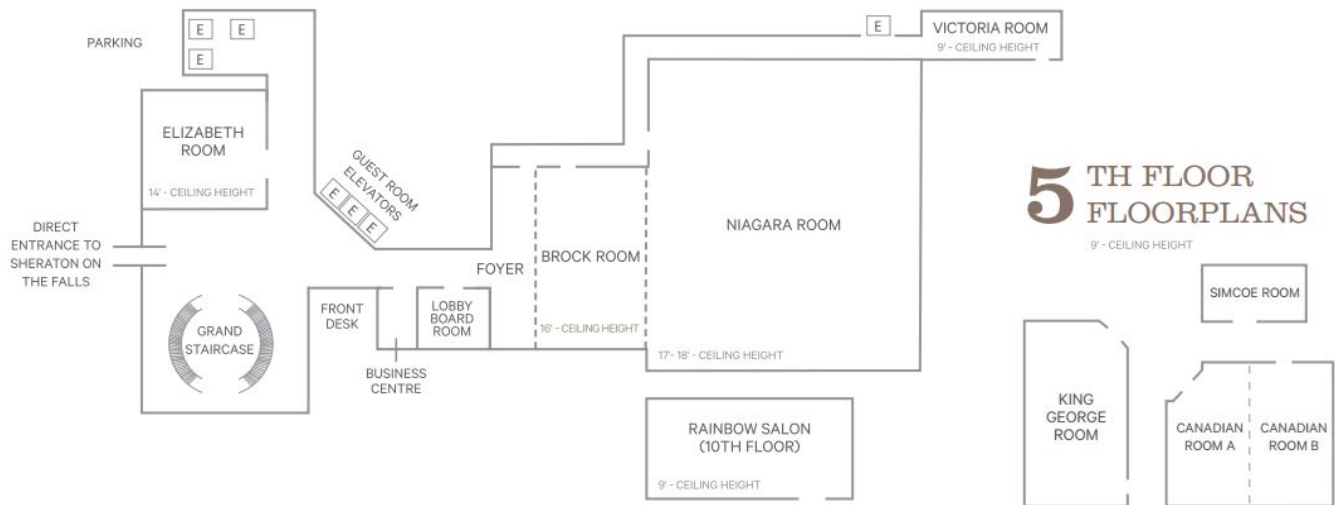 PARKING
E
E
E
E
VICTORIA ROOM
9' - CEILING HEIGHT
ELIZABETH
ROOM
14' - CEILING HEIGHT
GUEST ROOM
ELEVATORS
E
E
E
DIRECT
ENTRANCE TO
SHERATON ON
THE FALLS
GRAND
STAIRCASE
FRONT
DESK
BUSINESS
CENTRE
LOBBY
BOARD
ROOM
FOYER
BROCK ROOM
16' - CEILING HEIGHT
NIAGARA ROOM
17'- 18' - CEILING HEIGHT
RAINBOW SALON
(10TH FLOOR)
9' - CEILING HEIGHT
5TH FLOOR
FLOORPLANS
9' - CEILING HEIGHT
SIMCOE ROOM
KING
GEORGE
ROOM
CANADIAN
ROOM A
CANADIAN
ROOM B